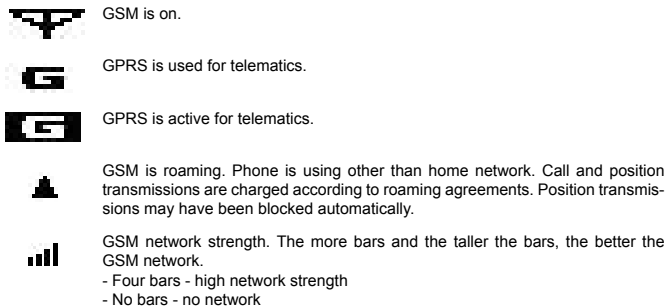 GSM is on.
G
GPRS is used for telematics.
G
GPRS is active for telematics.
GSM is roaming. Phone is using other than home network. Call and position
transmissions are charged according to roaming agreements. Position transmis-
sions may have been blocked automatically.
GSM network strength. The more bars and the taller the bars, the better the
GSM network.
- Four bars - high network strength
- No bars - no network